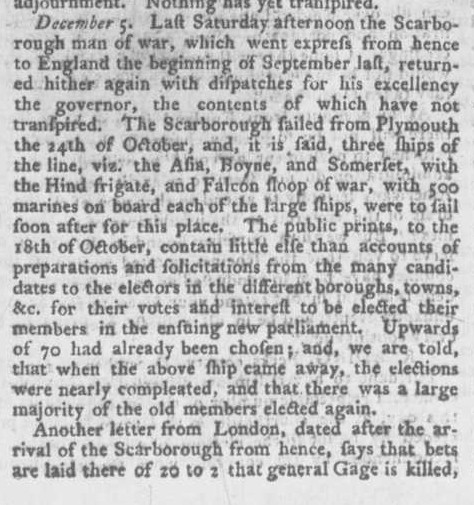 adjournment. Nothing has yet tranſpired.
December 5. Laſt Saturday afternoon the Scarbo-
rough man of war, which went expreſs from hence
to England the beginning of September laſt, return-
ed hither again with diſpatches for his excellency
the governor, the contents of which have not
tranſpired. The Scarborough ſailed from Plymouth
the 24th of October, and, it is ſaid, three ſhips of
the line, viz. the Aſia, Boyne, and Somerſet, with
the Hind frigate, and Falcon ſloop of war, with 500
marines on board each of the large ſhips, were to ſail
ſoon after for this place. The public prints, to the
18th of October, contain little elſe than accounts of
preparations and ſolicitations from the many candi-
dates to the electors in the different boroughs, towns,
&c. for their votes and intereſt to be elected their
members in the enſuing new parliament. Upwards
of 70 had already been choſen; and, we are told,
that when the above ſhip came away, the elections
were nearly compleated, and that there was a large
majority of the old members elected again.
Another letter from London, dated after the ar-
rival of the Scarborough from hence, ſays that bets
are laid there of 20 to 2 that general Gage is killed,